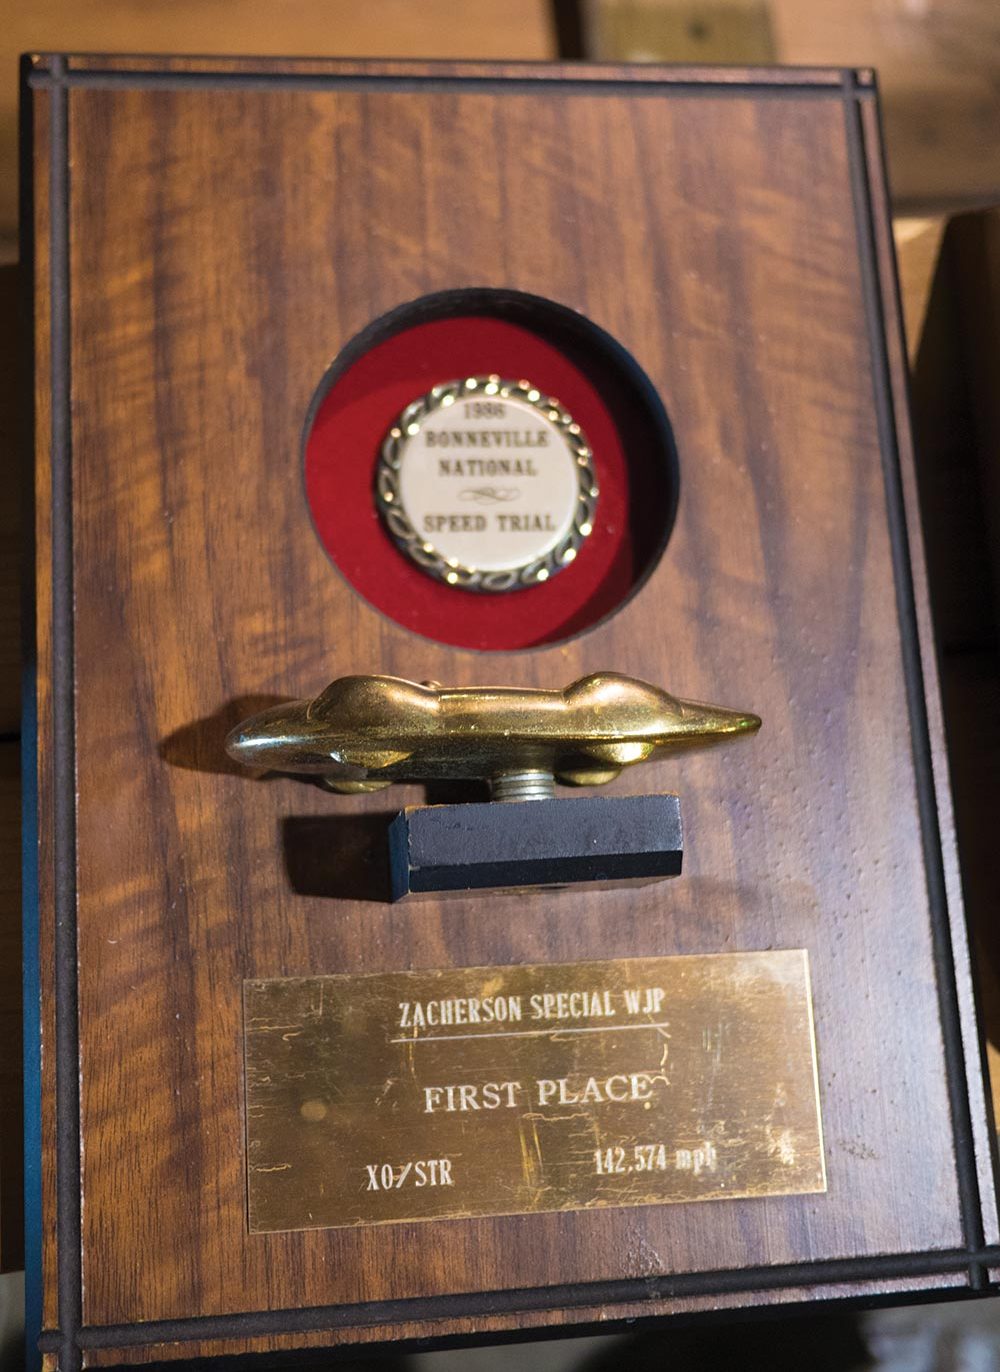 1986
BONNEVILLE
NATIONAL
SPEED TRIAL
ZACHERSON SPECIAL WJP
FIRST PLACE
XO/STR 142.574 mph